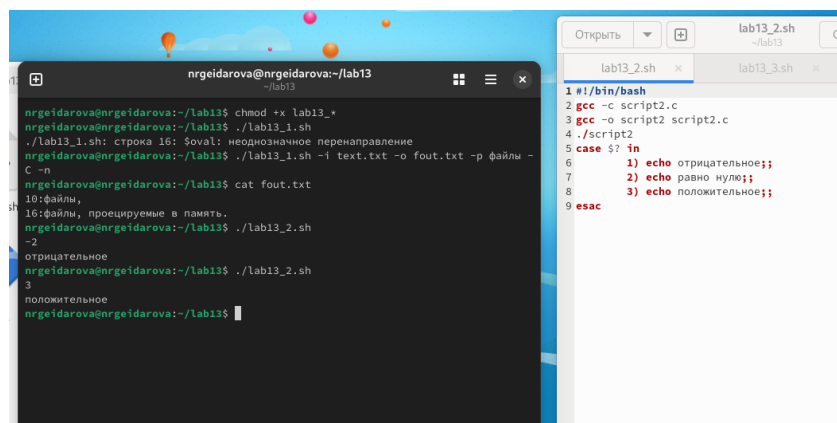 nrgeidarova@nrgeidarova:~/lab13
~/lab13
nrgeidarova@nrgeidarova:~/lab13$ chmod +x lab13_*
nrgeidarova@nrgeidarova:~/lab13$ ./lab13_1.sh
./lab13_1.sh: строка 16: $oval: неоднозначное перенаправление
nrgeidarova@nrgeidarova:~/lab13$ ./lab13_1.sh -i text.txt -o fout.txt -p файлы -
C -n
nrgeidarova@nrgeidarova:~/lab13$ cat fout.txt
10:файлы,
16:файлы, проецируемые в память.
nrgeidarova@nrgeidarova:~/lab13$ ./lab13_2.sh
-2
отрицательное
nrgeidarova@nrgeidarova:~/lab13$ ./lab13_2.sh
3
положительное
nrgeidarova@nrgeidarova:~/lab13$
Открыть
lab13_2.sh
~/lab13
lab13_2.sh × lab13_3.sh ×
1 #!/bin/bash
2 gcc -c script2.c
3 gcc -o script2 script2.c
4 ./script2
5 case $? in
6 1) echo отрицательное;;
7 2) echo равно нулю;;
8 3) echo положительное;;
9 esac